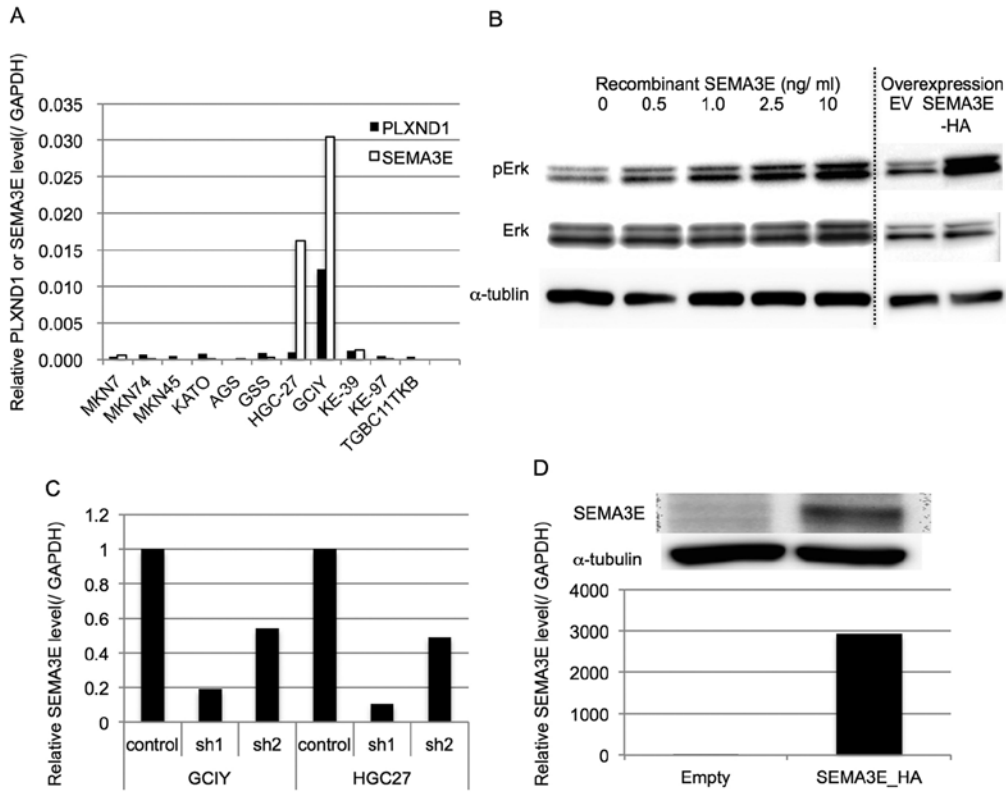 A
Relative PLXND1 or SEMA3E level(/ GAPDH)
0.035
0.030
0.025
0.020
0.015
0.010
0.005
0.000
PLXND1
SEMA3E
MKN7
MKN74
MKN45
KATO
AGS
GSS
HGC-27
GCIY
KE-39
KE-97
TGBC11TKB
B
Recombinant SEMA3E (ng/ ml)
0 0.5 1.0 2.5 10
Overexpression
EV SEMA3E
-HA
pErk
Erk
α-tublin
C
Relative SEMA3E level(/ GAPDH)
1.2
1
0.8
0.6
0.4
0.2
0
control sh1 sh2 control sh1 sh2
GCIY HGC27
D
SEMA3E
α-tubulin
Relative SEMA3E level(/ GAPDH)
4000
3000
2000
1000
0
Empty SEMA3E_HA